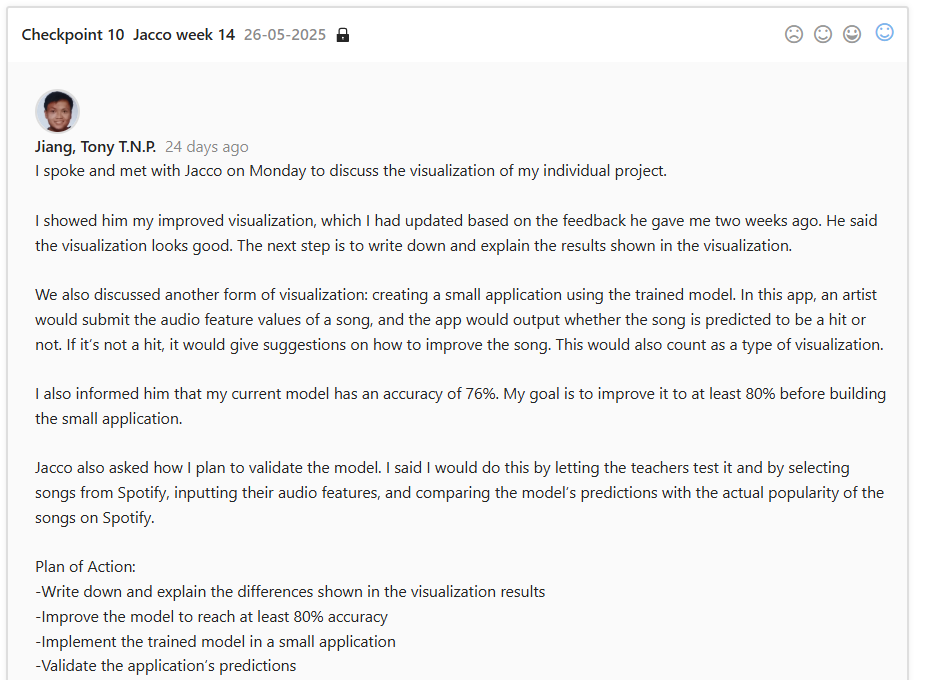 Checkpoint 10 Jacco week 14 26-05-2025
Jiang, Tony T.N.P. 24 days ago
I spoke and met with Jacco on Monday to discuss the visualization of my individual project.
I showed him my improved visualization, which I had updated based on the feedback he gave me two weeks ago. He said
the visualization looks good. The next step is to write down and explain the results shown in the visualization.
We also discussed another form of visualization: creating a small application using the trained model. In this app, an artist
would submit the audio feature values of a song, and the app would output whether the song is predicted to be a hit or
not. If it's not a hit, it would give suggestions on how to improve the song. This would also count as a type of visualization.
I also informed him that my current model has an accuracy of 76%. My goal is to improve it to at least 80% before building
the small application.
Jacco also asked how I plan to validate the model. I said I would do this by letting the teachers test it and by selecting
songs from Spotify, inputting their audio features, and comparing the model's predictions with the actual popularity of the
songs on Spotify.
Plan of Action:
-Write down and explain the differences shown in the visualization results
-Improve the model to reach at least 80% accuracy
-Implement the trained model in a small application
-Validate the application's predictions